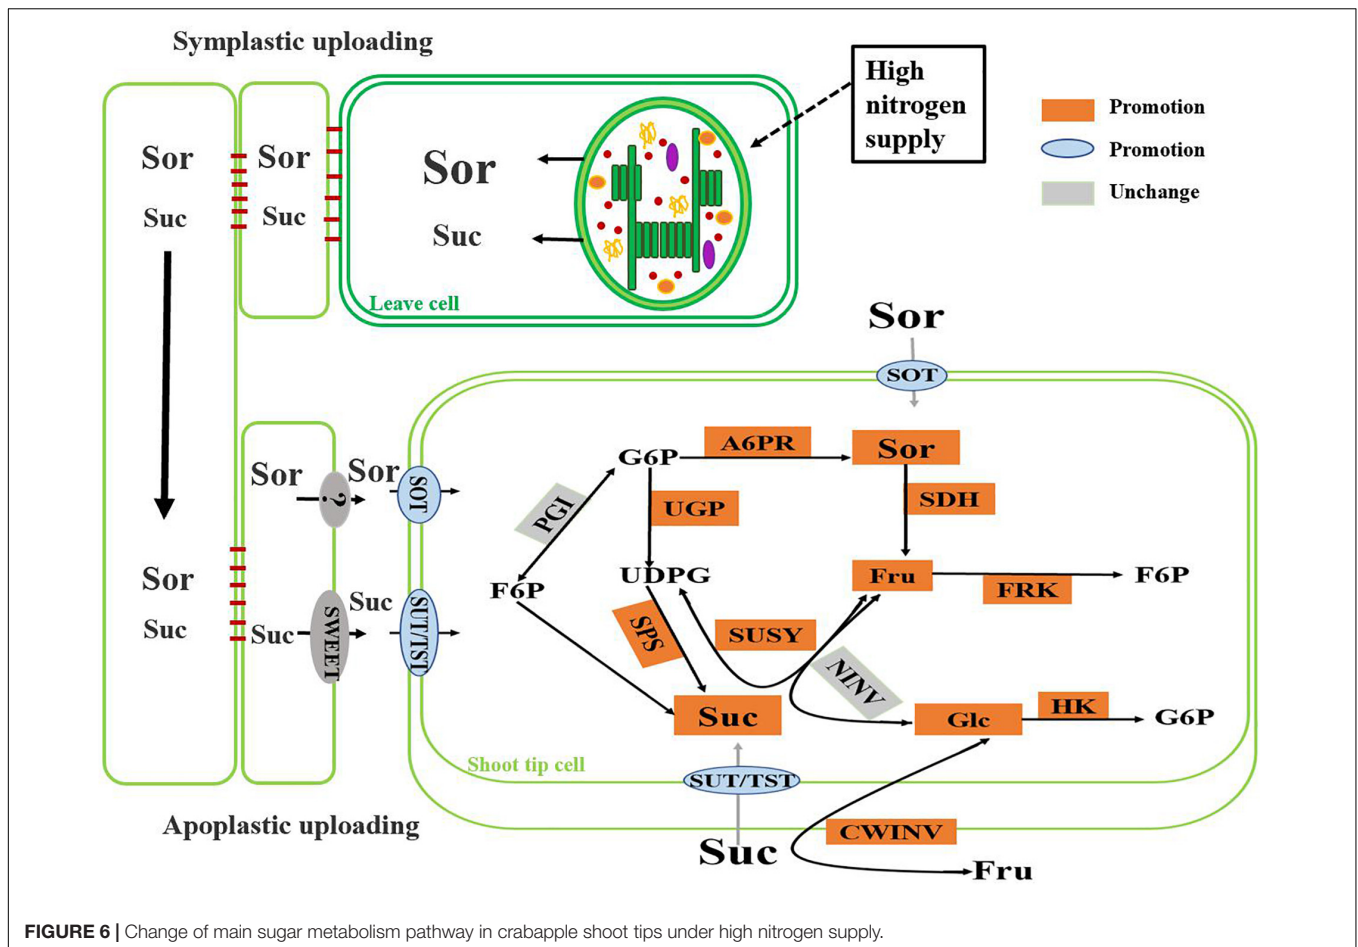 Symplastic uploading
High
nitrogen
supply
Promotion
Promotion
Unchange
Sor
Sor
Sor
Suc
Suc
Suc
Leave cell
Sor
SOT
G6P
A6PR
Sor
Sor
Sor
?
SOT
PGI
UGP
SDH
Sor
Suc
F6P
UDPG
Fru
FRK
F6P
Suc
SWEET
Suc
SUT/TST
SPS
SUSY
NINV
Suc
Glc
HK
G6P
Shoot tip cell
SUT/TST
Apoplastic uploading
CWINV
Suc
Fru
FIGURE 6 | Change of main sugar metabolism pathway in crabapple shoot tips under high nitrogen supply.